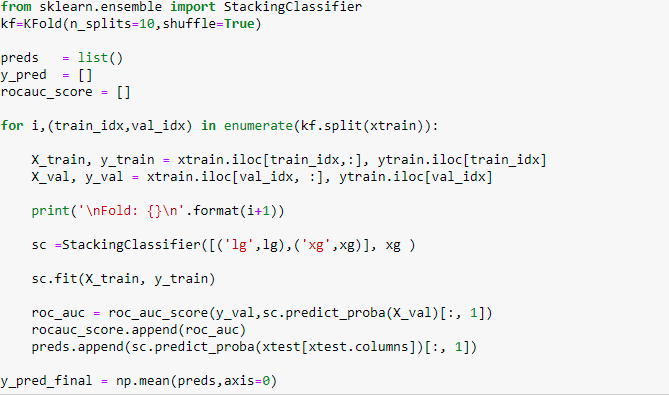 from sklearn.ensemble import StackingClassifier
kf=KFold(n_splits=10,shuffle=True)
preds   = list()
y_pred  = []
rocauc_score = []
for i,(train_idx,val_idx) in enumerate(kf.split(xtrain)):
    X_train, y_train = xtrain.iloc[train_idx,:], ytrain.iloc[train_idx]
    X_val, y_val = xtrain.iloc[val_idx, :], ytrain.iloc[val_idx]
    print('\nFold: {}\n'.format(i+1))
    sc =StackingClassifier([('lg',lg),('xg',xg)], xg )
    sc.fit(X_train, y_train)
    roc_auc = roc_auc_score(y_val,sc.predict_proba(X_val)[:, 1])
    rocauc_score.append(roc_auc)
    preds.append(sc.predict_proba(xtest[xtest.columns])[:, 1])
y_pred_final = np.mean(preds,axis=0)